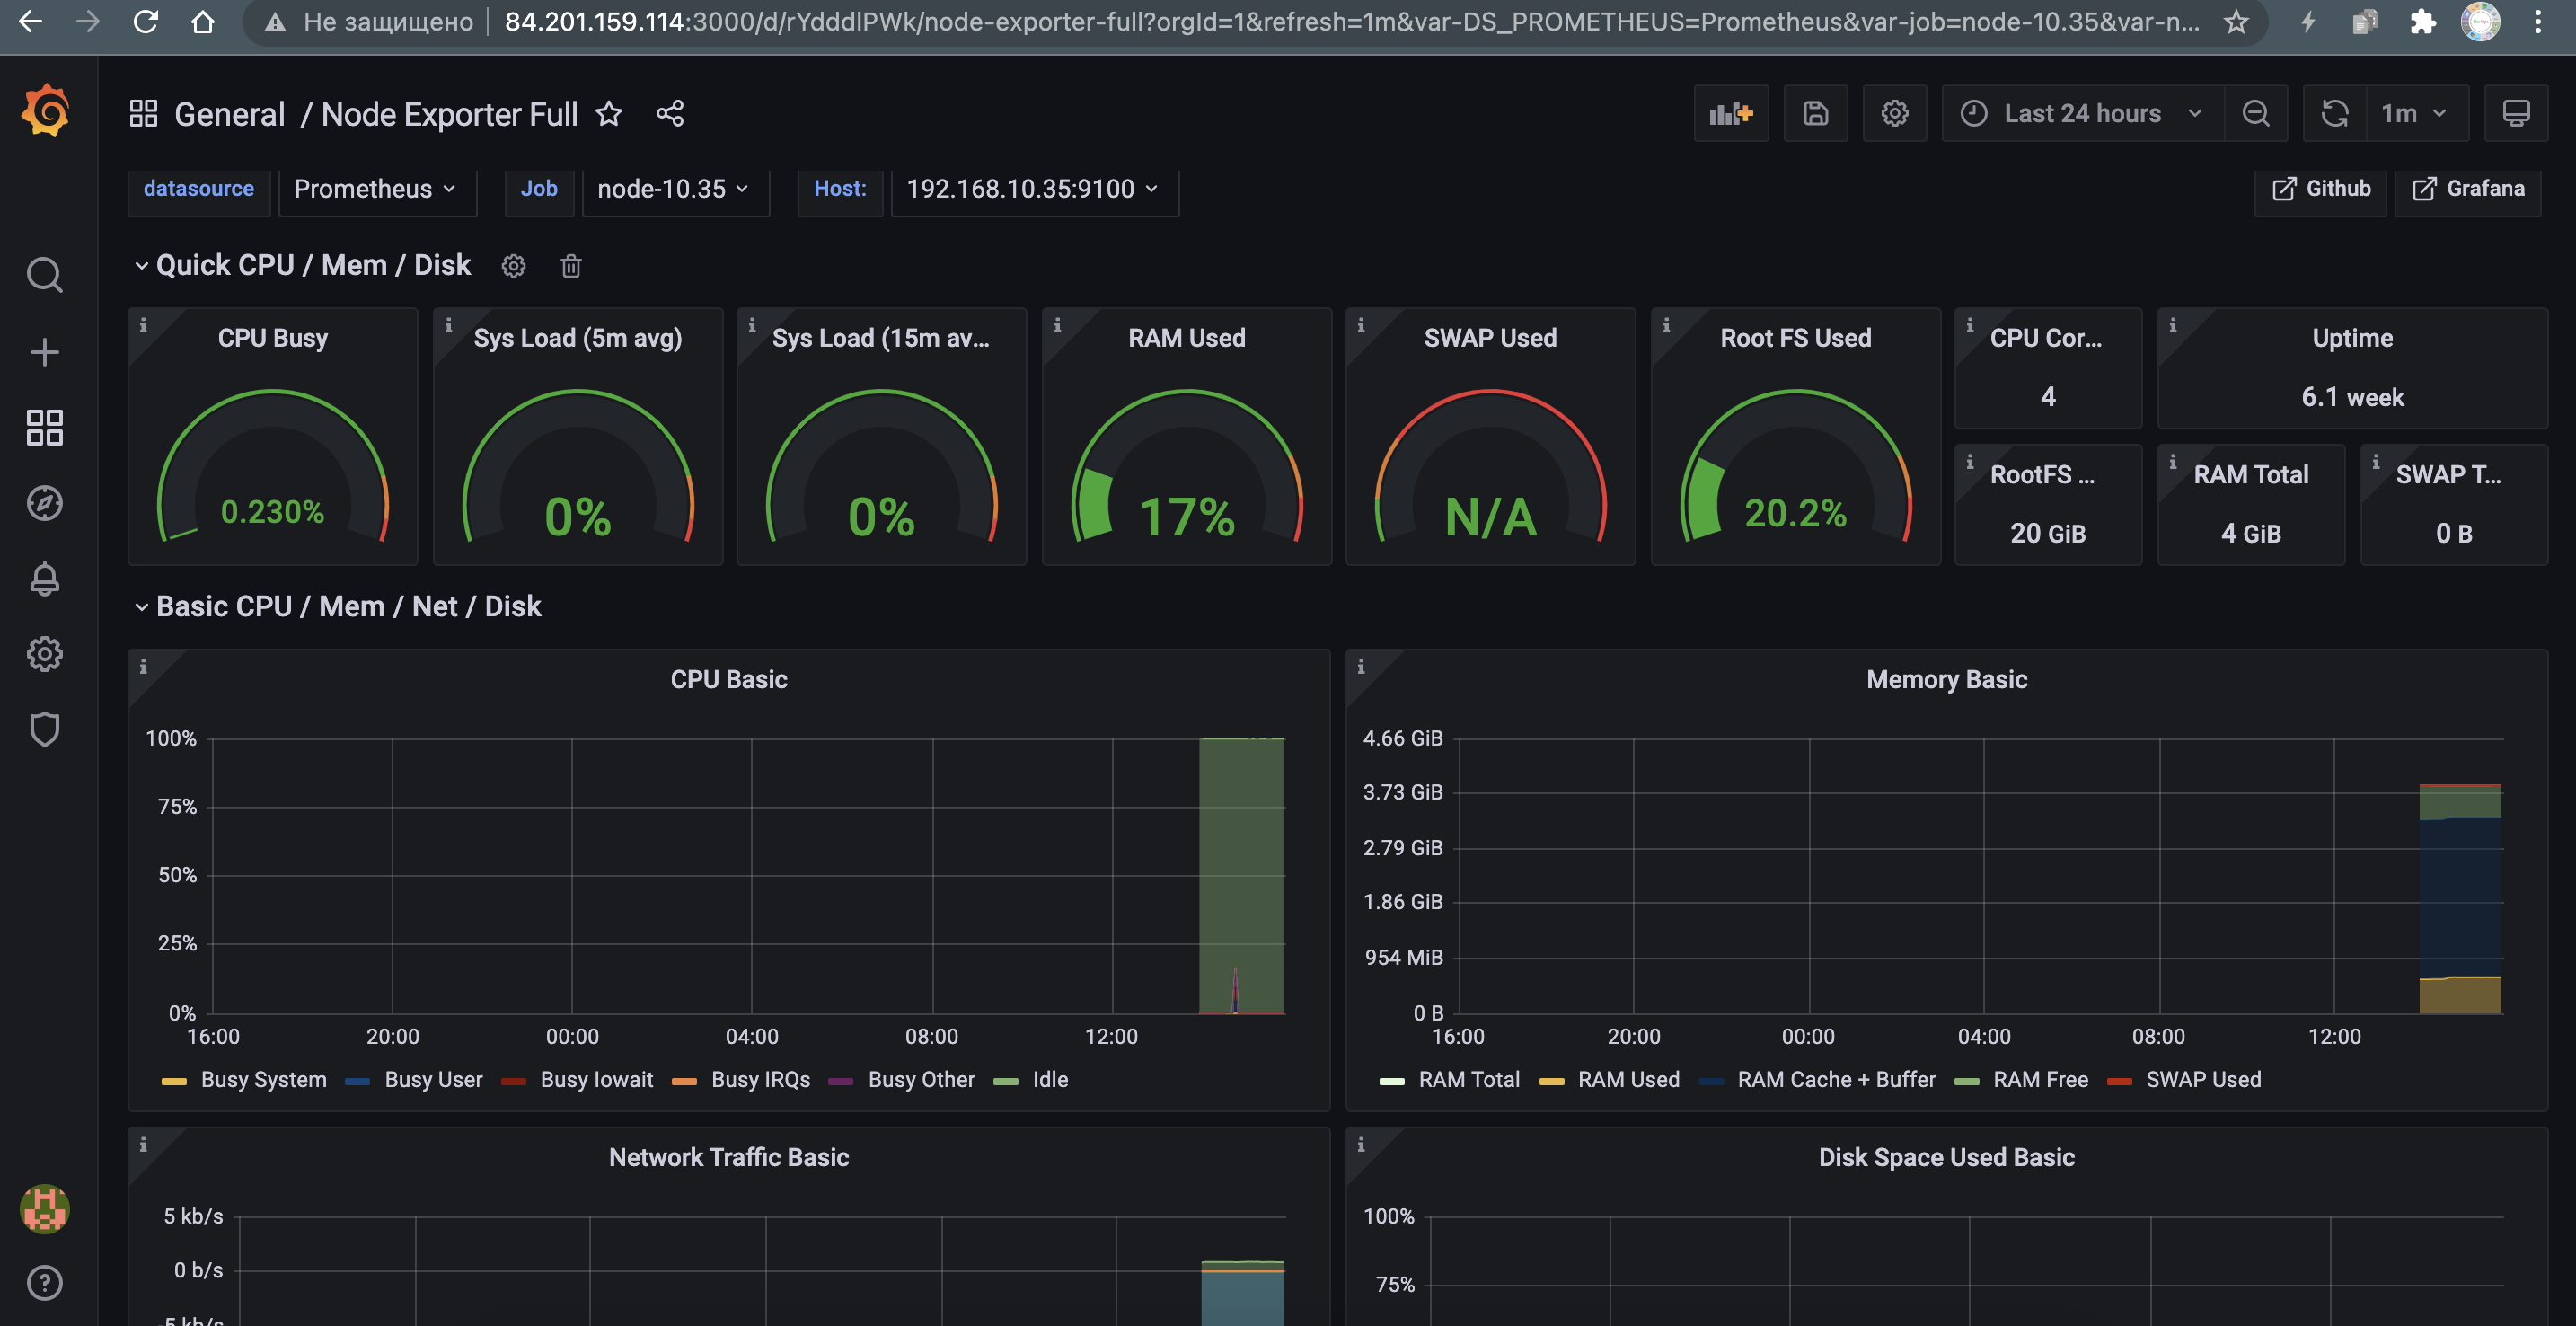 Не защищено 84.201.159.114:3000/d/rYdddlPWk/node-exporter-full?orgId=1&refresh=1m&var-DS_PROMETHEUS=Prometheus&var-job=node-10.35&var-n...
General / Node Exporter Full
Last 24 hours
1m
datasource Prometheus Job node-10.35 Host: 192.168.10.35:9100 Github Grafana
Quick CPU / Mem / Disk
CPU Busy
0.230%
Sys Load (5m avg)
0%
Sys Load (15m av...
0%
RAM Used
17%
SWAP Used
N/A
Root FS Used
20.2%
CPU Cor...
4
Uptime
6.1 week
RootFS ...
20 GiB
RAM Total
4 GiB
SWAP T...
0 B
Basic CPU / Mem / Net / Disk
CPU Basic
100%
75%
50%
25%
0%
16:00 20:00 00:00 04:00 08:00 12:00
Busy System Busy User Busy Iowait Busy IRQs Busy Other Idle
Memory Basic
4.66 GiB
3.73 GiB
2.79 GiB
1.86 GiB
954 MiB
0 B
16:00 20:00 00:00 04:00 08:00 12:00
RAM Total RAM Used RAM Cache + Buffer RAM Free SWAP Used
Network Traffic Basic
5 kb/s
0 b/s
-5 kb/s
Disk Space Used Basic
100%
75%